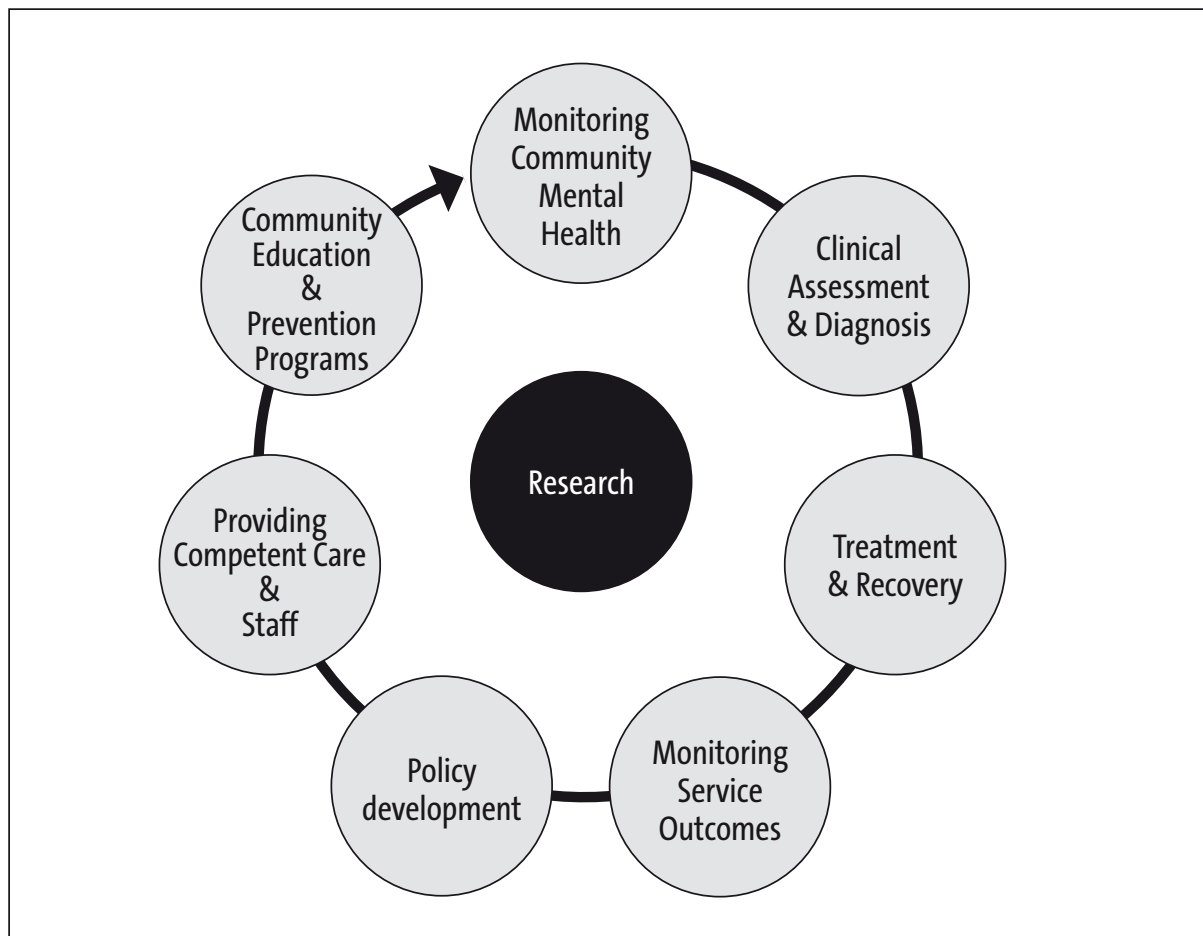 Monitoring
Community
Mental
Health
Clinical
Assessment
& Diagnosis
Treatment
& Recovery
Monitoring
Service
Outcomes
Policy
development
Providing
Competent Care
&
Staff
Community
Education
&
Prevention
Programs
Research